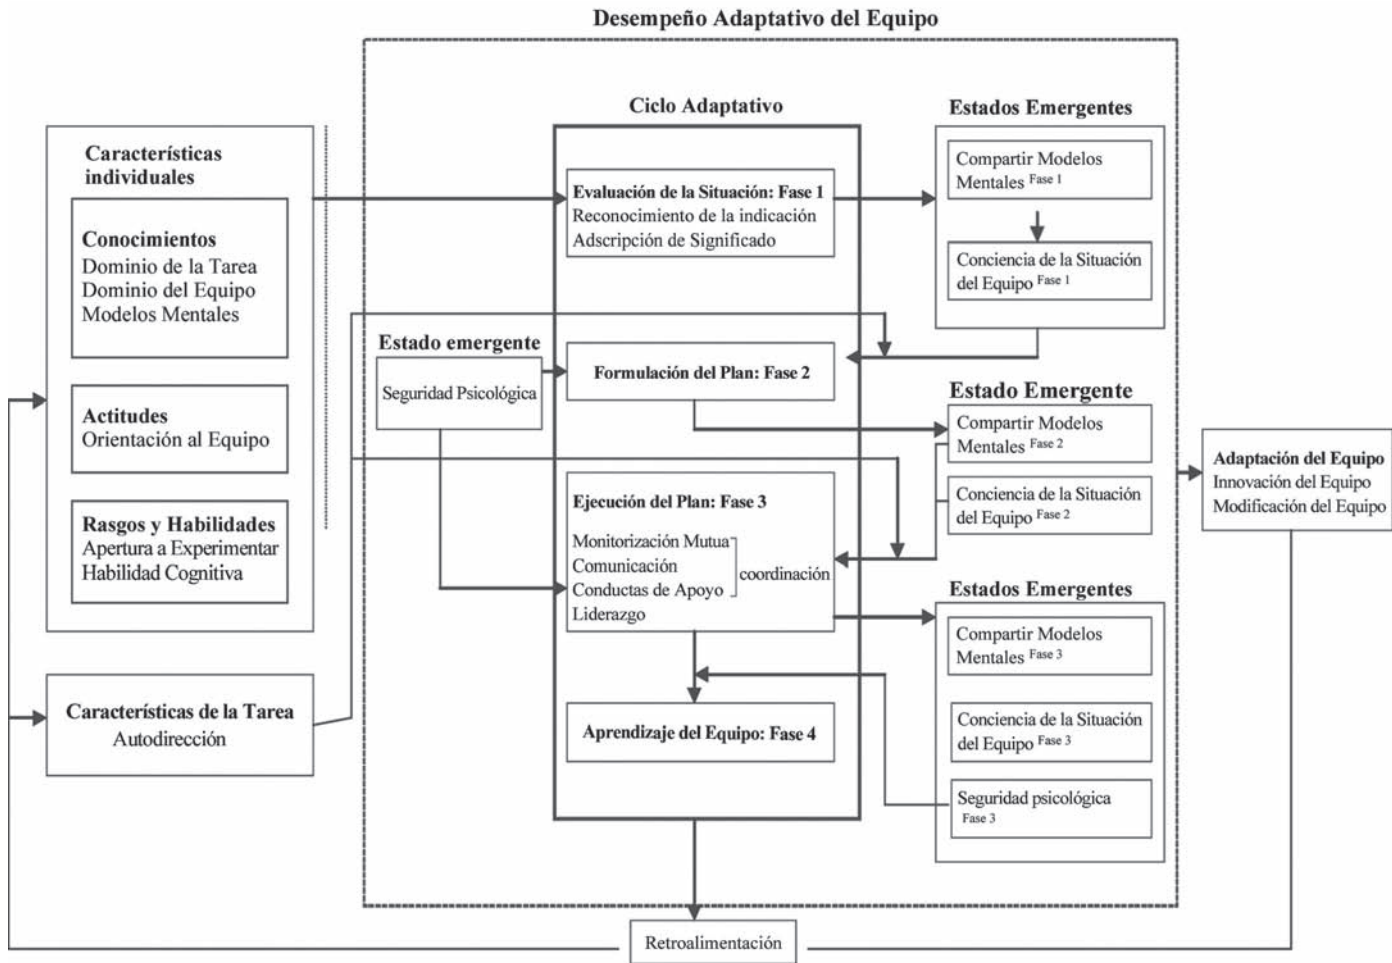 Desempeño Adaptativo del Equipo
Características
individuales
Conocimientos
Dominio de la Tarea
Dominio del Equipo
Modelos Mentales
Actitudes
Orientación al Equipo
Rasgos y Habilidades
Apertura a Experimentar
Habilidad Cognitiva
Características de la Tarea
Autodirección
Estado emergente
Seguridad Psicológica
Ciclo Adaptativo
Evaluación de la Situación: Fase 1
Reconocimiento de la indicación
Adscripción de Significado
Formulación del Plan: Fase 2
Ejecución del Plan: Fase 3
Monitorización Mutua
Comunicación
Conductas de Apoyo
Liderazgo
coordinación
Aprendizaje del Equipo: Fase 4
Estados Emergentes
Compartir Modelos
Mentales Fase 1
Conciencia de la Situación
del Equipo Fase 1
Estado Emergente
Compartir Modelos
Mentales Fase 2
Conciencia de la Situación
del Equipo Fase 2
Estados Emergentes
Compartir Modelos
Mentales Fase 3
Conciencia de la Situación
del Equipo Fase 3
Seguridad psicológica
Fase 3
Adaptación del Equipo
Innovación del Equipo
Modificación del Equipo
Retroalimentación